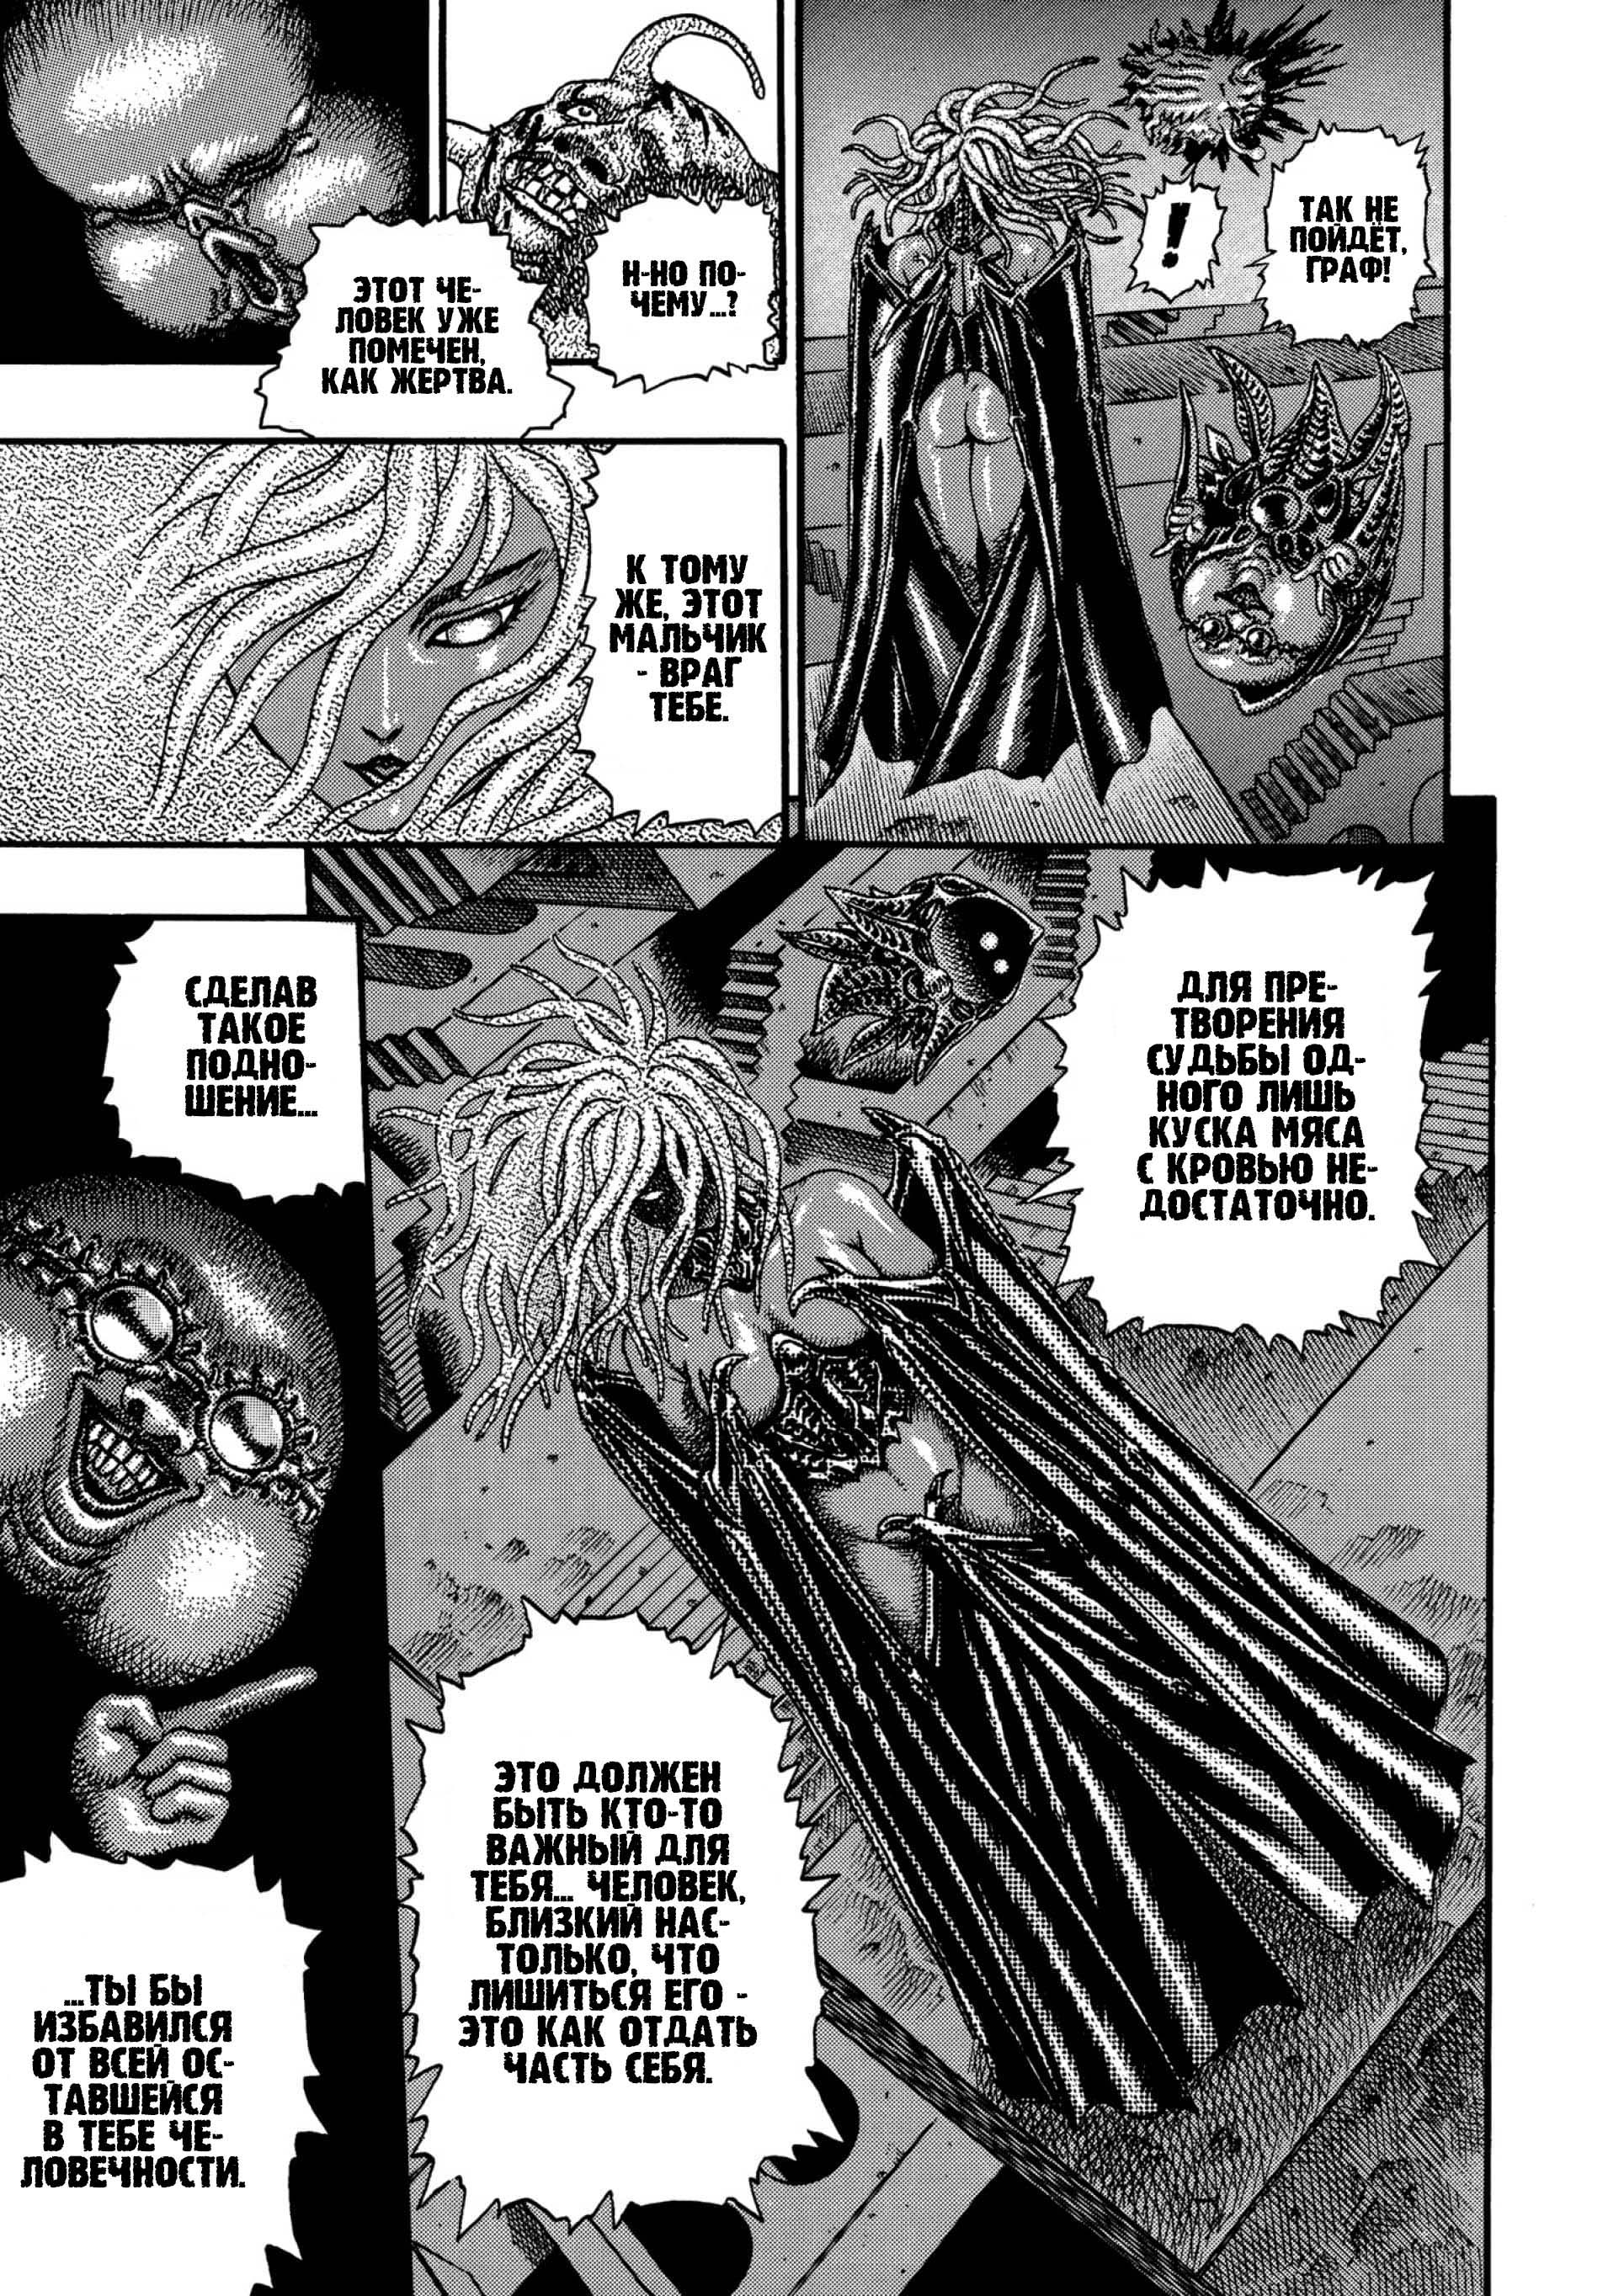 ТАК НЕ
ПОЙДЁТ,
ГРАФ!
!
Н-НО ПО-
ЧЕМУ...?
ЭТОТ ЧЕ-
ЛОВЕК УЖЕ
ПОМЕЧЕН,
КАК ЖЕРТВА.
К ТОМУ
ЖЕ, ЭТОТ
МАЛЬЧИК
- ВРАГ
ТЕБЕ.
ДЛЯ ПРЕ-
ТВОРЕНИЯ
СУДЬБЫ ОД-
НОГО ЛИШЬ
КУСКА МЯСА
С КРОВЬЮ НЕ-
ДОСТАТОЧНО.
ЭТО ДОЛЖЕН
БЫТЬ КТО-ТО
ВАЖНЫЙ ДЛЯ
ТЕБЯ... ЧЕЛОВЕК,
БЛИЗКИЙ НАС-
ТОЛЬКО, ЧТО
ЛИШИТЬСЯ ЕГО -
ЭТО КАК ОТДАТЬ
ЧАСТЬ СЕБЯ.
СДЕЛАВ
ТАКОЕ
ПОДНО-
ШЕНИЕ...
...ТЫ БЫ
ИЗБАВИЛСЯ
ОТ ВСЕЙ ОС-
ТАВШЕЙСЯ
В ТЕБЕ ЧЕ-
ЛОВЕЧНОСТИ.